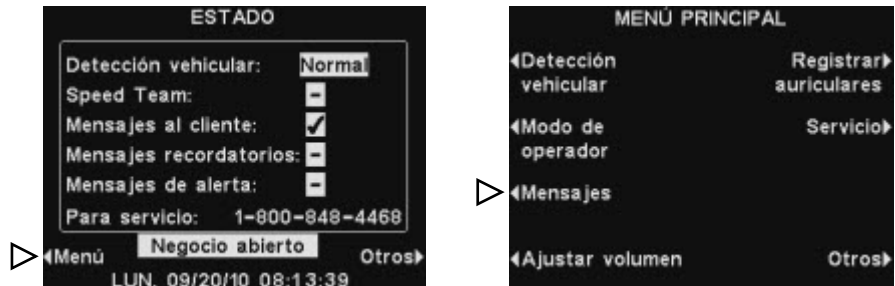 ESTADO
Detección vehicular: Normal
Speed Team: -
Mensajes al cliente: ✓
Mensajes recordatorios: -
Mensajes de alerta: -
Para servicio: 1-800-848-4468
Negocio abierto
Menú Otros
LUN. 09/20/10 08:13:39
MENÚ PRINCIPAL
Detección Registrar
vehicular auriculares
Modo de Servicio
operador
Mensajes
Ajustar volumen Otros